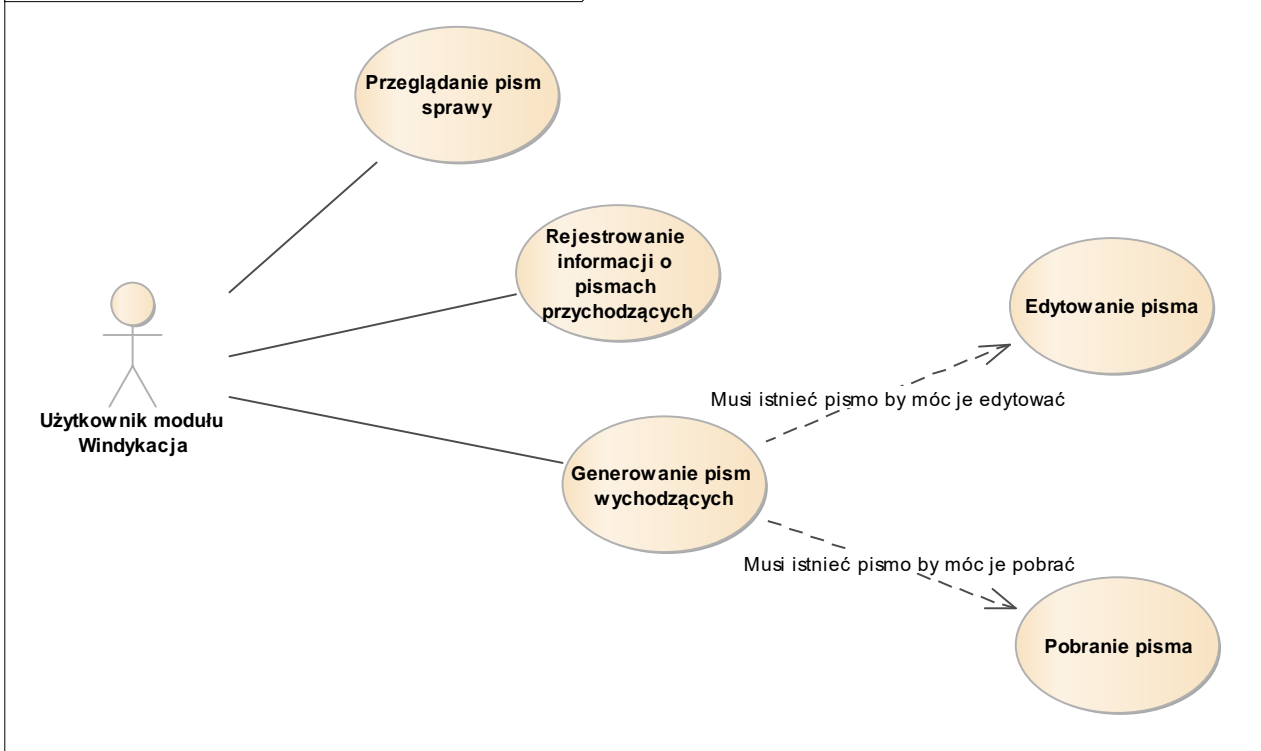 Przeglądanie pism
sprawy
Rejestrowanie
informacji o
pismach
przychodzących
Edytowanie pisma
Musi istnieć pismo by móc je edytować
Użytkownik modułu
Windykacja
Generowanie pism
wychodzących
Musi istnieć pismo by móc je pobrać
Pobranie pisma